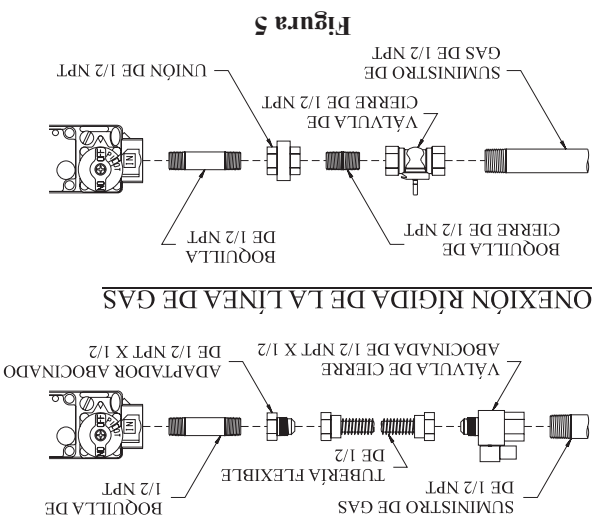 SUMINISTRO DE GAS
DE 1/2 NPT
TUBERÍA FLEXIBLE
DE 1/2
BOQUILLA DE
1/2 NPT
IN
VÁLVULA DE CIERRE
ABOCINADA DE 1/2 NPT X 1/2
ADAPTADOR ABOCINADO
DE 1/2 NPT X 1/2
ONEXIÓN RÍGIDA DE LA LÍNEA DE GAS
BOQUILLA DE
CIERRE DE 1/2 NPT
BOQUILLA
DE 1/2 NPT
IN
SUMINISTRO DE
GAS DE 1/2 NPT
VÁLVULA DE
CIERRE DE 1/2 NPT
UNIÓN DE 1/2 NPT
Figura 5